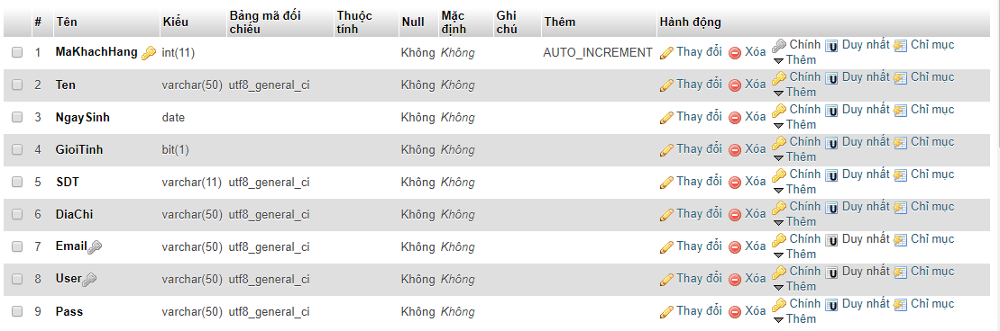 # Tên Kiểu Bảng mã đối chiếu Thuộc tính Null Mặc định Ghi chú Thêm Hành động
1 MaKhachHang int(11) Không Không AUTO_INCREMENT Thay đổi Xóa Chính Duy nhất Chỉ mục
Thêm
2 Ten varchar(50) utf8_general_ci Không Không Thay đổi Xóa Chính Duy nhất Chỉ mục
Thêm
3 NgaySinh date Không Không Thay đổi Xóa Chính Duy nhất Chỉ mục
Thêm
4 GioiTinh bit(1) Không Không Thay đổi Xóa Chính Duy nhất Chỉ mục
Thêm
5 SDT varchar(11) utf8_general_ci Không Không Thay đổi Xóa Chính Duy nhất Chỉ mục
Thêm
6 DiaChi varchar(50) utf8_general_ci Không Không Thay đổi Xóa Chính Duy nhất Chỉ mục
Thêm
7 Email varchar(50) utf8_general_ci Không Không Thay đổi Xóa Chính Duy nhất Chỉ mục
Thêm
8 User varchar(50) utf8_general_ci Không Không Thay đổi Xóa Chính Duy nhất Chỉ mục
Thêm
9 Pass varchar(50) utf8_general_ci Không Không Thay đổi Xóa Chính Duy nhất Chỉ mục
Thêm